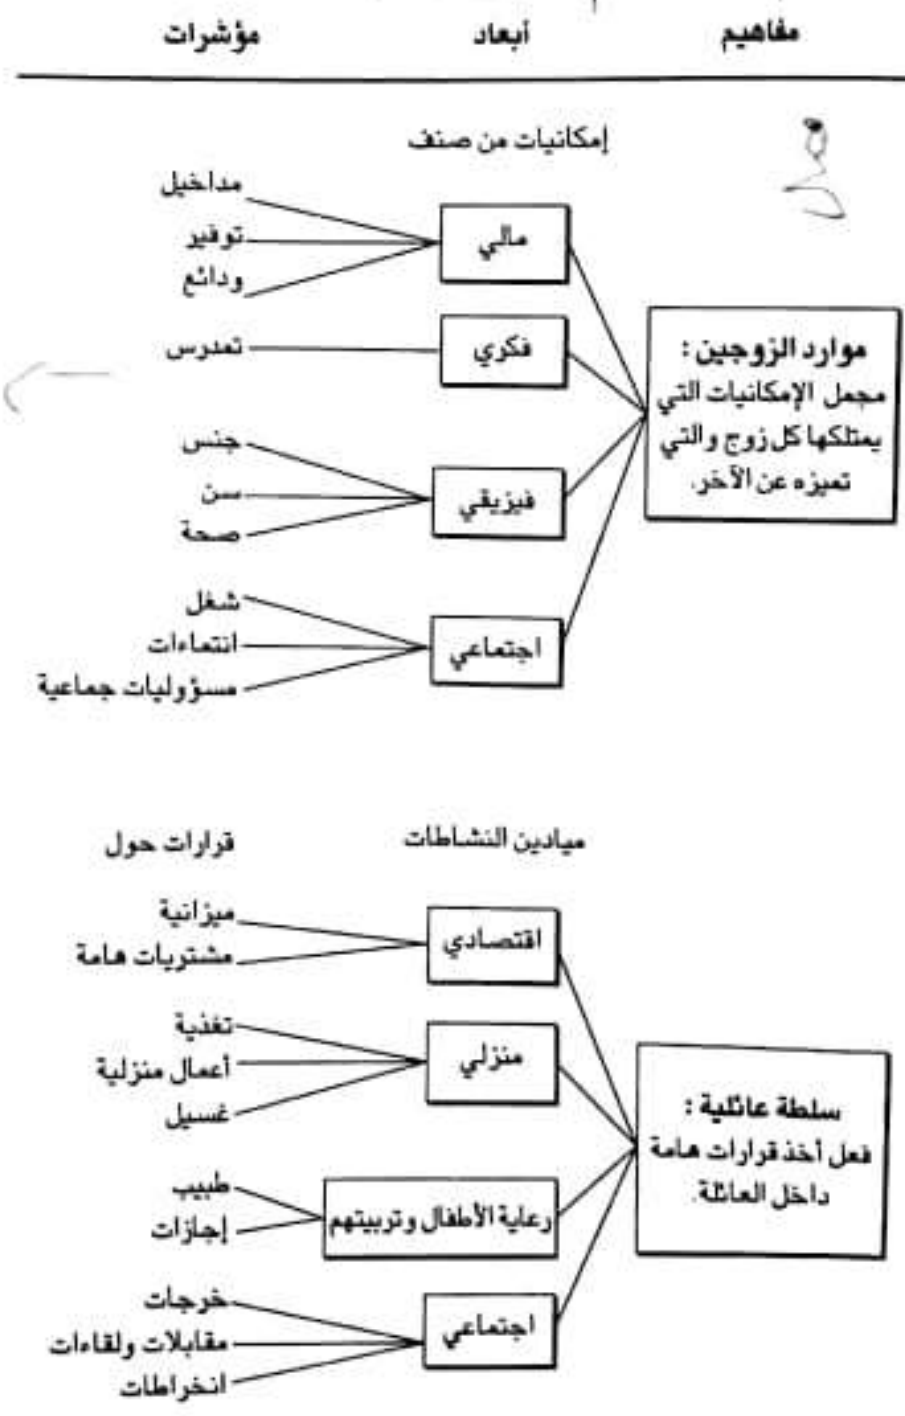 مفاهيم أبعاد مؤشرات
إمكانيات من صنف
موارد الزوجين :
مجمل الإمكانيات التي
يمتلكها كل زوج والتي
تميزه عن الآخر.
مالي
مداخيل
توفير
ودائع
فكري
تمدرس
فيزيقي
جنس
سن
صحة
اجتماعي
شغل
انتماءات
مسؤوليات جماعية
ميادين النشاطات
قرارات حول
سلطة عائلية :
فعل أخذ قرارات هامة
داخل العائلة.
اقتصادي
ميزانية
مشتريات هامة
منزلي
تغذية
أعمال منزلية
غسيل
رعاية الأطفال وتربيتهم
طبيب
إجازات
اجتماعي
خرجات
مقابلات ولقاءات
انخراطات